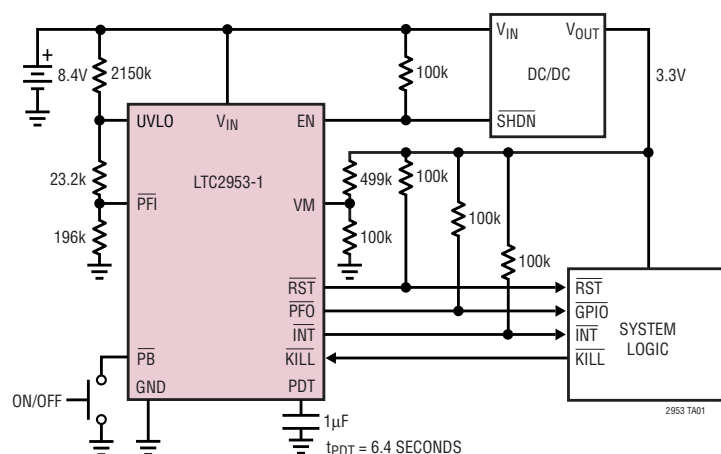 V_IN V_OUT
DC/DC
SHDN
8.4V
+
2150k
100k
3.3V
UVLO V_IN EN
LTC2953-1
23.2k
PFI
VM
196k
499k
100k
100k
100k
100k
RST
PFO
INT
KILL
PB
GND
PDT
RST
GPIO
INT
KILL
SYSTEM
LOGIC
ON/OFF
1µF
t_PDT = 6.4 SECONDS
2953 TA01